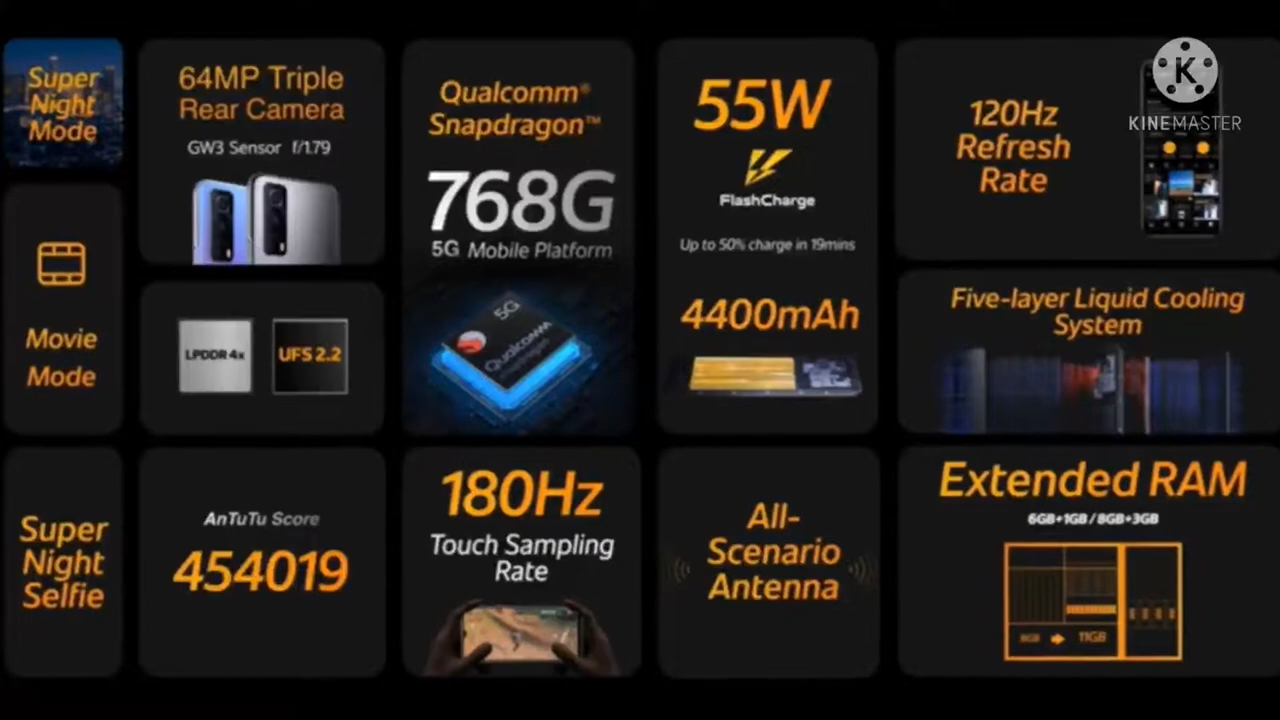 Super
Night
Mode
64MP Triple
Rear Camera
GW3 Sensor f/1.79
Qualcomm®
Snapdragon™
768G
5G Mobile Platform
5G
Qualcomm
55W
FlashCharge
Up to 50% charge in 19mins
4400mAh
120Hz
Refresh
Rate
K
KINEMASTER
Movie
Mode
LPDDR 4x
UFS 2.2
Five-layer Liquid Cooling
System
Super
Night
Selfie
AnTuTu Score
454019
180Hz
Touch Sampling
Rate
All-
Scenario
Antenna
Extended RAM
6GB+1GB / 8GB+3GB
8GB 11GB